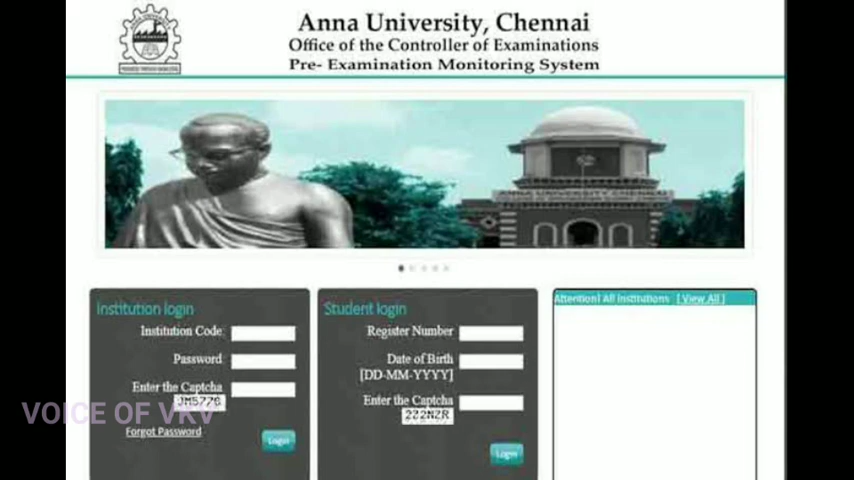 Anna University, Chennai
Office of the Controller of Examinations
Pre- Examination Monitoring System
ANNA UNIVERSITY
Institution login
Institution Code:
Password
Enter the Captcha
JM577G
Forgot Password
Login
Student login
Register Number
Date of Birth
[DD-MM-YYYY]
Enter the Captcha
222NZR
Login
Attention! All Institutions [ View All ]
VOICE OF VKV